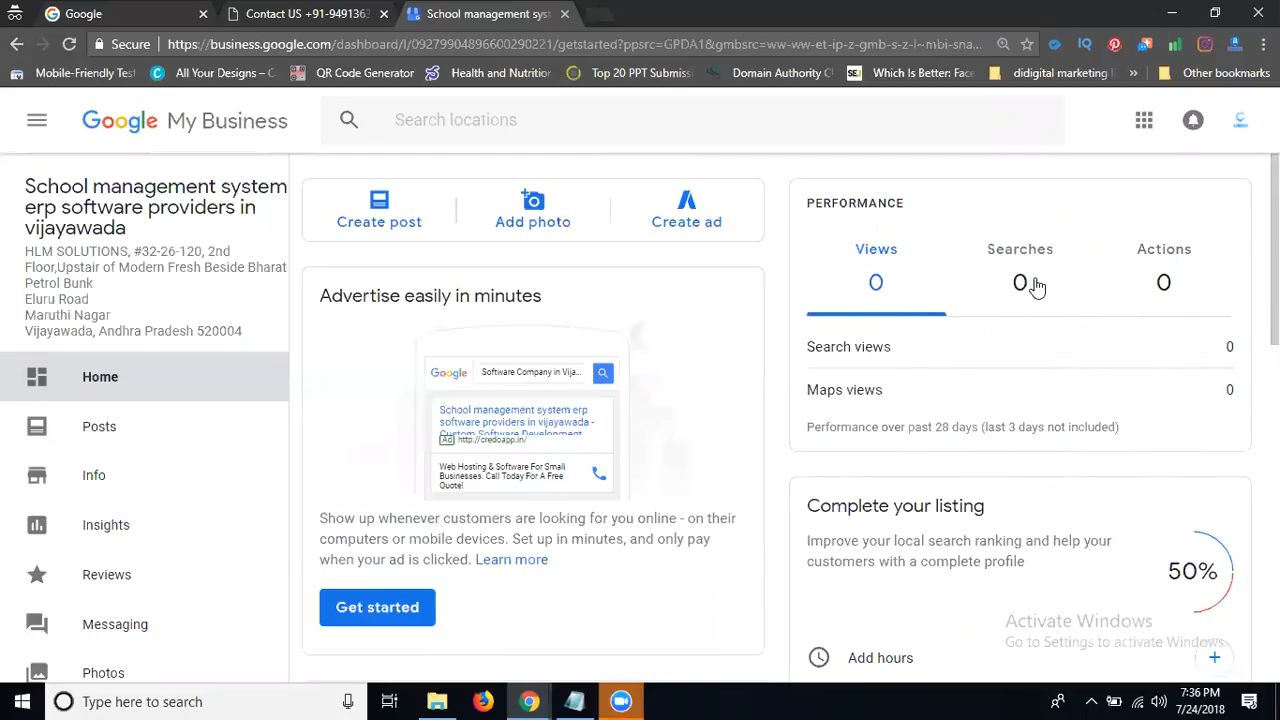 Google
Contact US +-9491363
School management syst
Secure
https://business.google.com/dashboard/l/09279904896600290221/getstarted?ppsrc=GPDA1&gmbsrc=ww-ww-et-ip-z-gmb-s-z-l~mbi-sna...
Mobile-Friendly Test
All Your Designs – Ca
QR Code Generator
Health and Nutrition
Top 20 PPT Submiss
Domain Authority C
Which Is Better: Face
didigital marketing
»
Other bookmarks
Google My Business
Search locations
School management system
erp software providers in
vijayawada
HLM SOLUTIONS, #32-26-120, 2nd
Floor,Upstair of Modern Fresh Beside Bharat
Petrol Bunk
Eluru Road
Maruthi Nagar
Vijayawada, Andhra Pradesh 520004
Home
Posts
Info
Insights
Reviews
Messaging
Photos
Create post
Add photo
Create ad
Advertise easily in minutes
Google
Software Company in Vija...
School management system erp
software providers in vijayawada -
Custom Software Development
Ad http://credoapp.in/
Web Hosting & Software For Small
Businesses. Call Today For A Free
Quote!
Show up whenever customers are looking for you online - on their
computers or mobile devices. Set up in minutes, and only pay
when your ad is clicked. Learn more
Get started
PERFORMANCE
Views
Searches
Actions
0
0
0
Search views 0
Maps views 0
Performance over past 28 days (last 3 days not included)
Complete your listing
Improve your local search ranking and help your
customers with a complete profile
50%
Activate Windows
Go to Settings to activate Windows.
Add hours
+
Type here to search
7:36 PM
7/24/2018